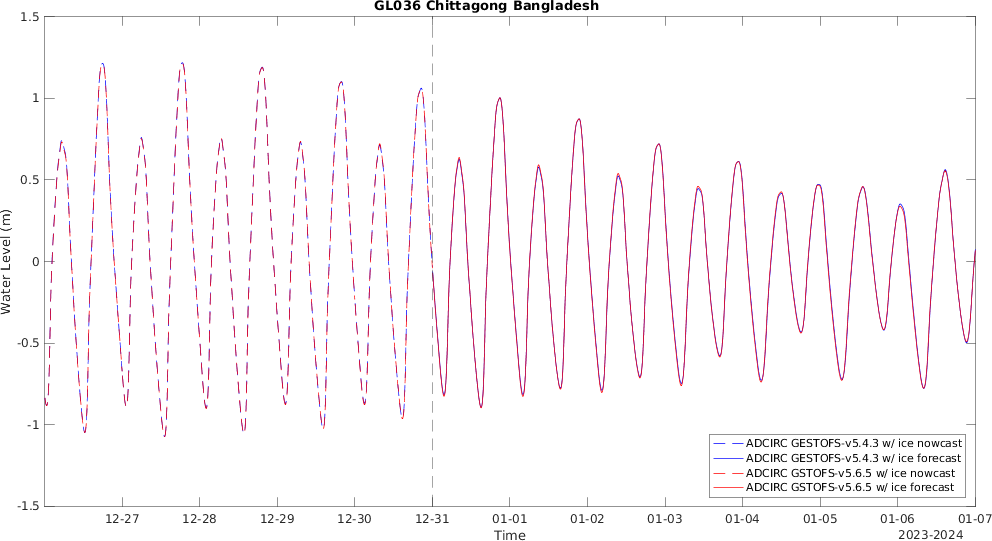 GL036 Chittagong Bangladesh
1.5
1
0.5
0
-0.5
-1
-1.5
Water Level (m)
12-27 12-28 12-29 12-30 12-31 01-01 01-02 01-03 01-04 01-05 01-06 01-07
Time
2023-2024
ADCIRC GESTOFS-v5.4.3 w/ ice nowcast
ADCIRC GESTOFS-v5.4.3 w/ ice forecast
ADCIRC GSTOFS-v5.6.5 w/ ice nowcast
ADCIRC GSTOFS-v5.6.5 w/ ice forecast